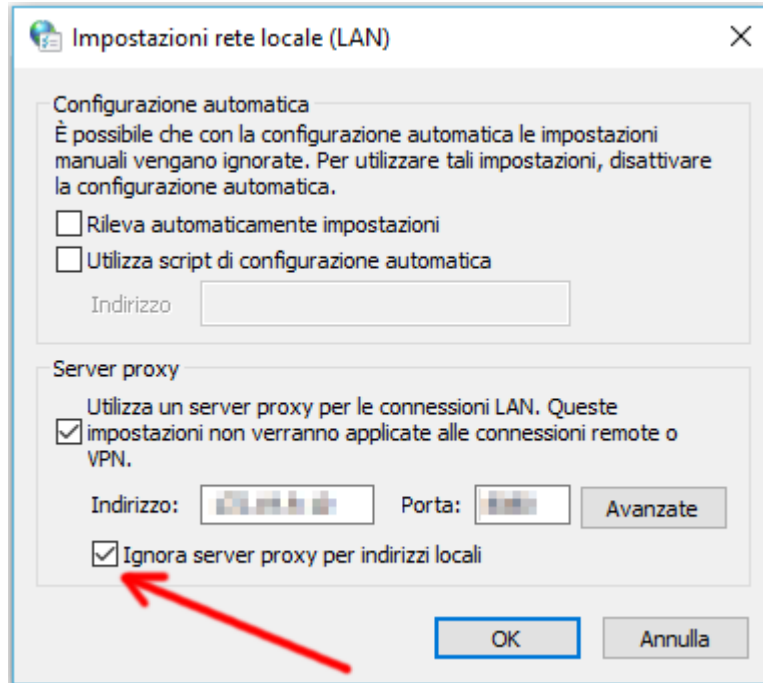 Impostazioni rete locale (LAN)
Configurazione automatica
È possibile che con la configurazione automatica le impostazioni
manuali vengano ignorate. Per utilizzare tali impostazioni, disattivare
la configurazione automatica.
Rileva automaticamente impostazioni
Utilizza script di configurazione automatica
Indirizzo
Server proxy
Utilizza un server proxy per le connessioni LAN. Queste
impostazioni non verranno applicate alle connessioni remote o
VPN.
Indirizzo: Porta: Avanzate
Ignora server proxy per indirizzi locali
OK Annulla